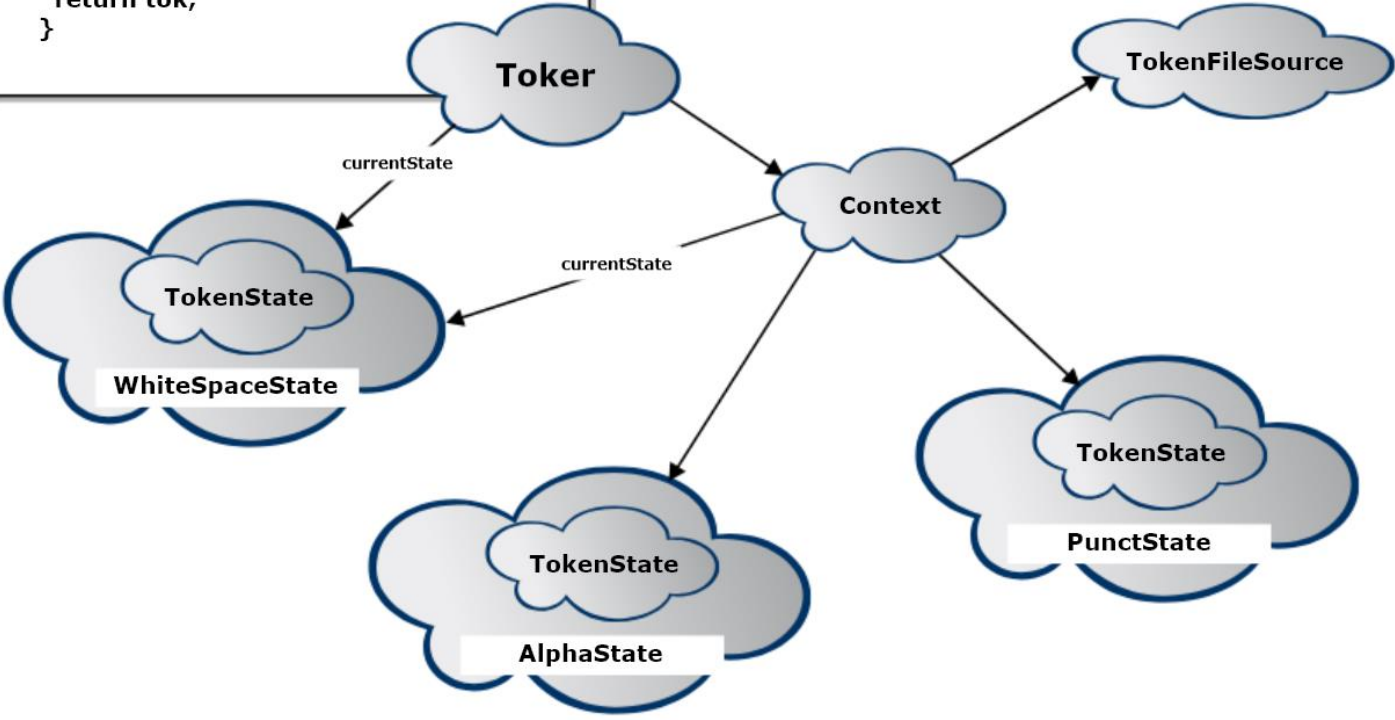 return tok;
}
Toker
TokenFileSource
currentState
Context
currentState
TokenState
WhiteSpaceState
TokenState
PunctState
TokenState
AlphaState